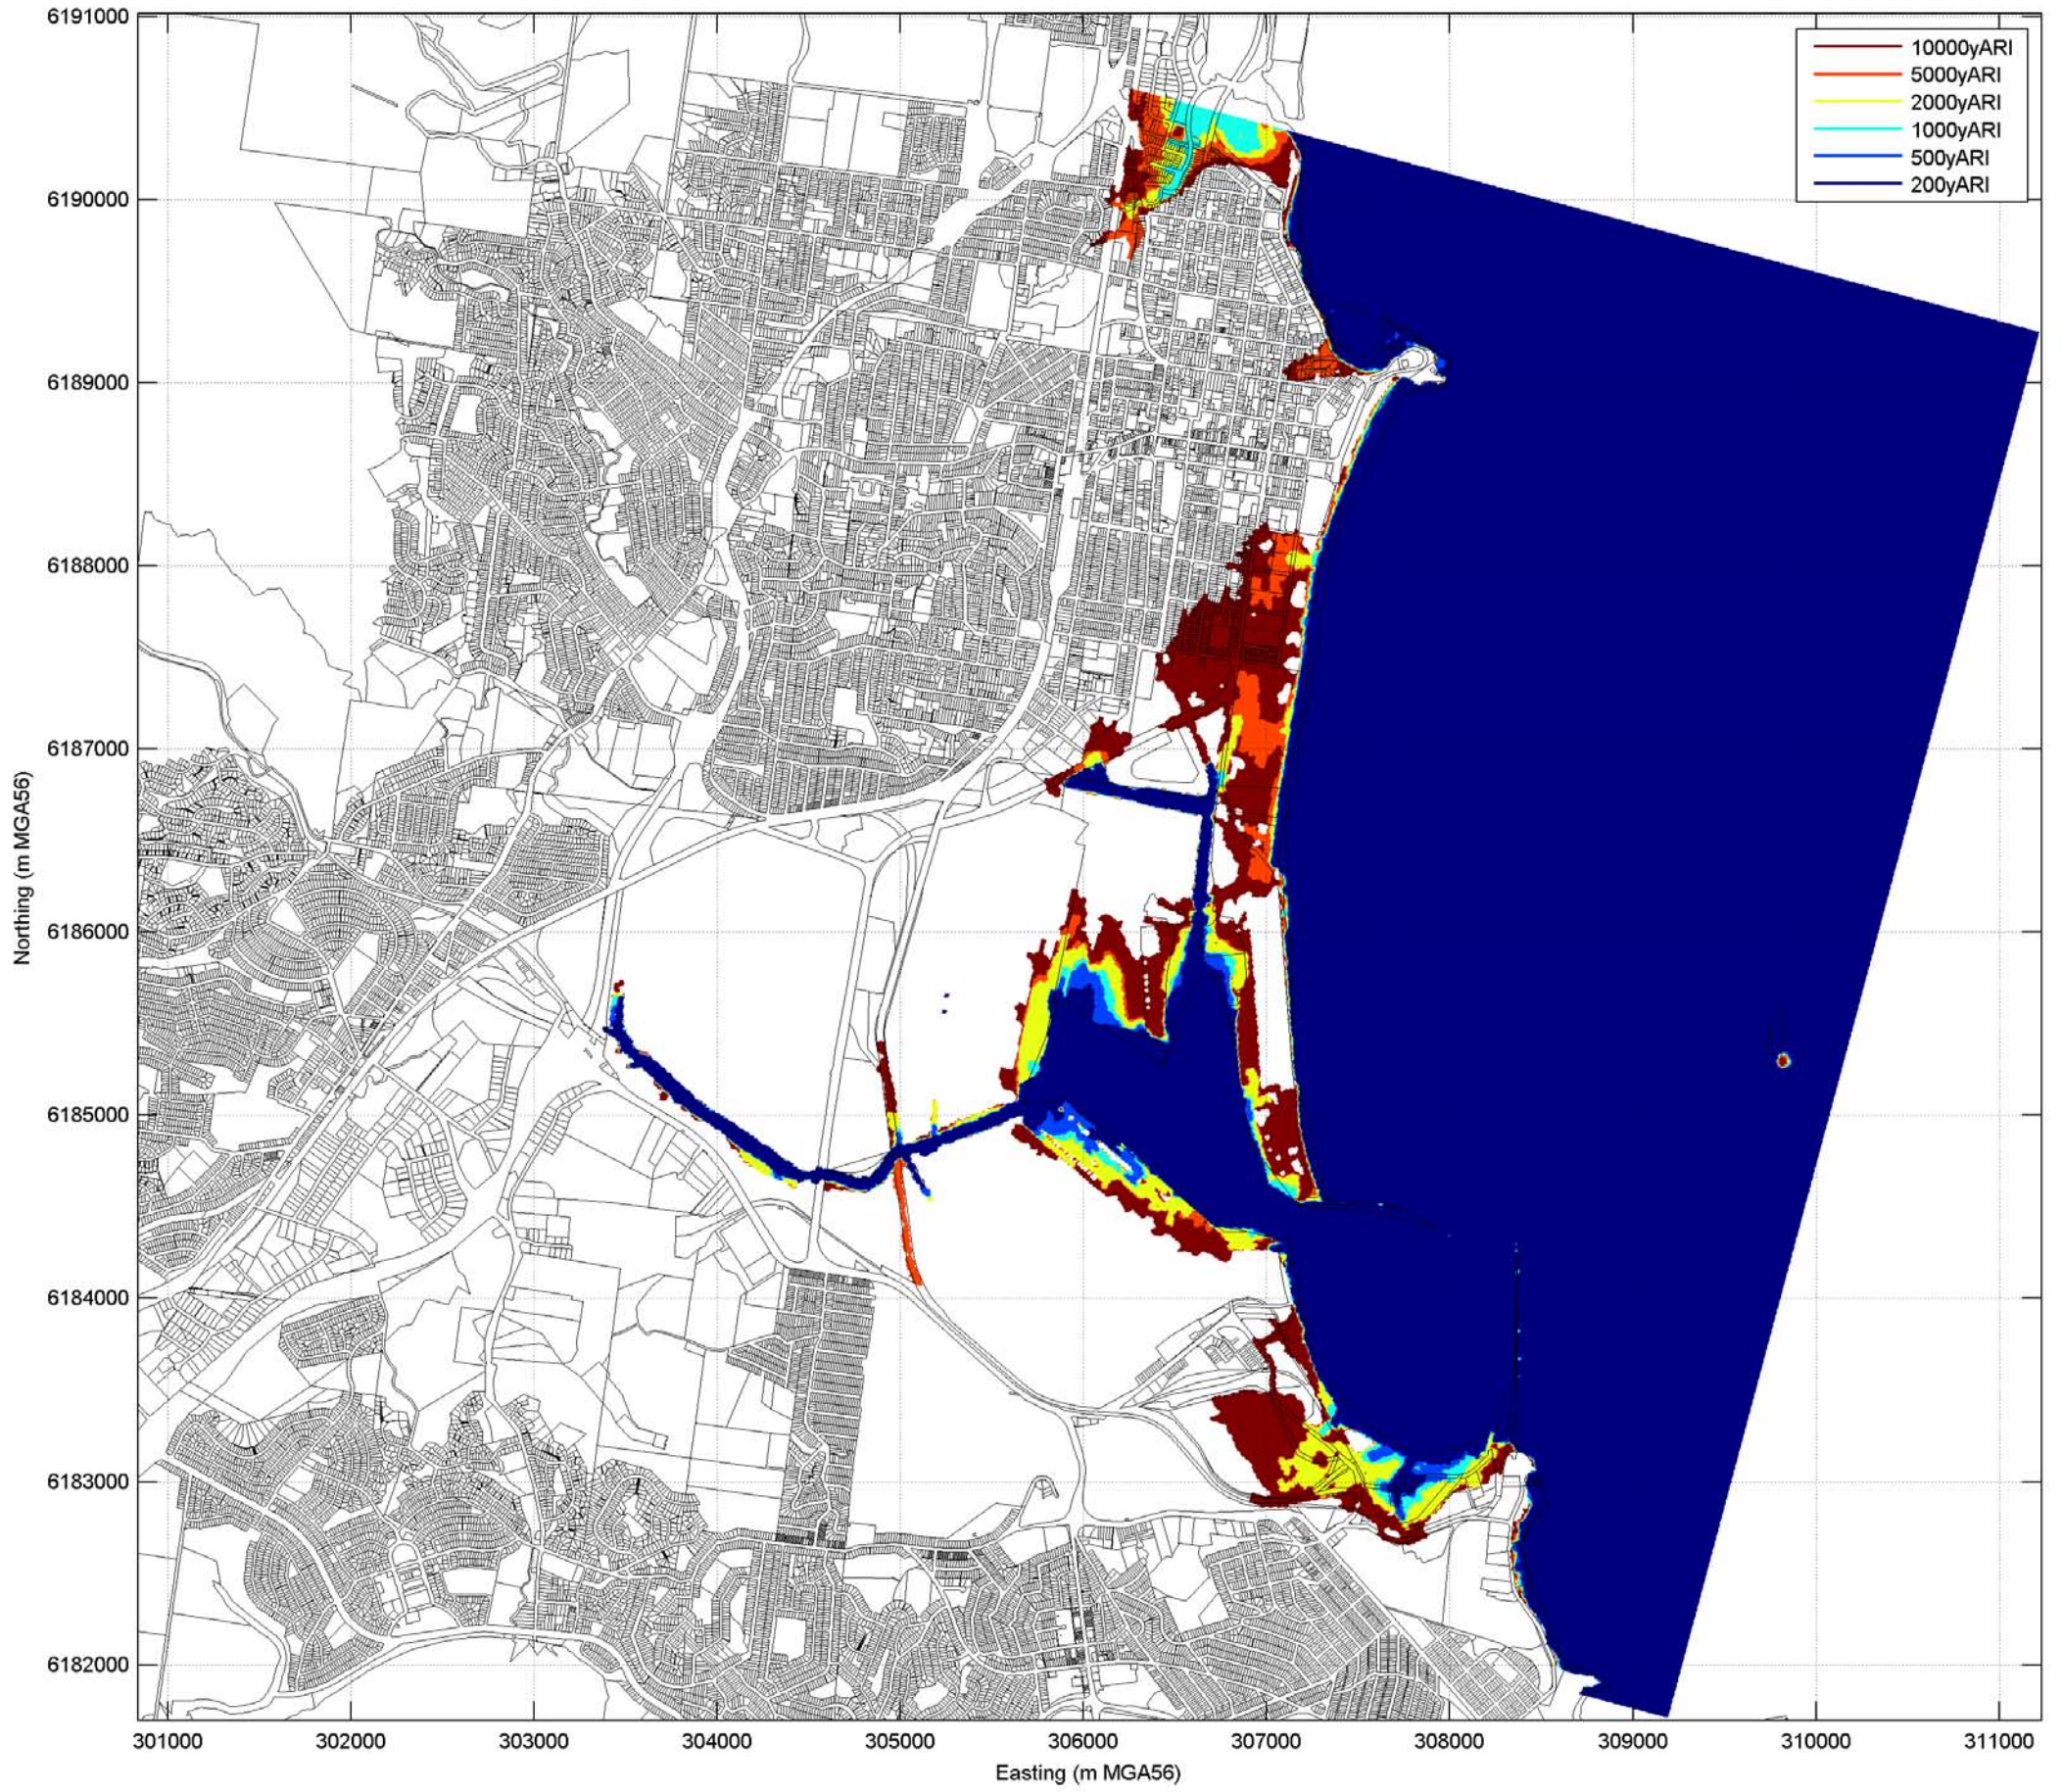 6191000
6190000
6189000
6188000
6187000
6186000
6185000
6184000
6183000
6182000
Northing (m MGA56)
10000yARI
5000yARI
2000yARI
1000yARI
500yARI
200yARI
301000 302000 303000 304000 305000 306000 307000 308000 309000 310000 311000
Easting (m MGA56)